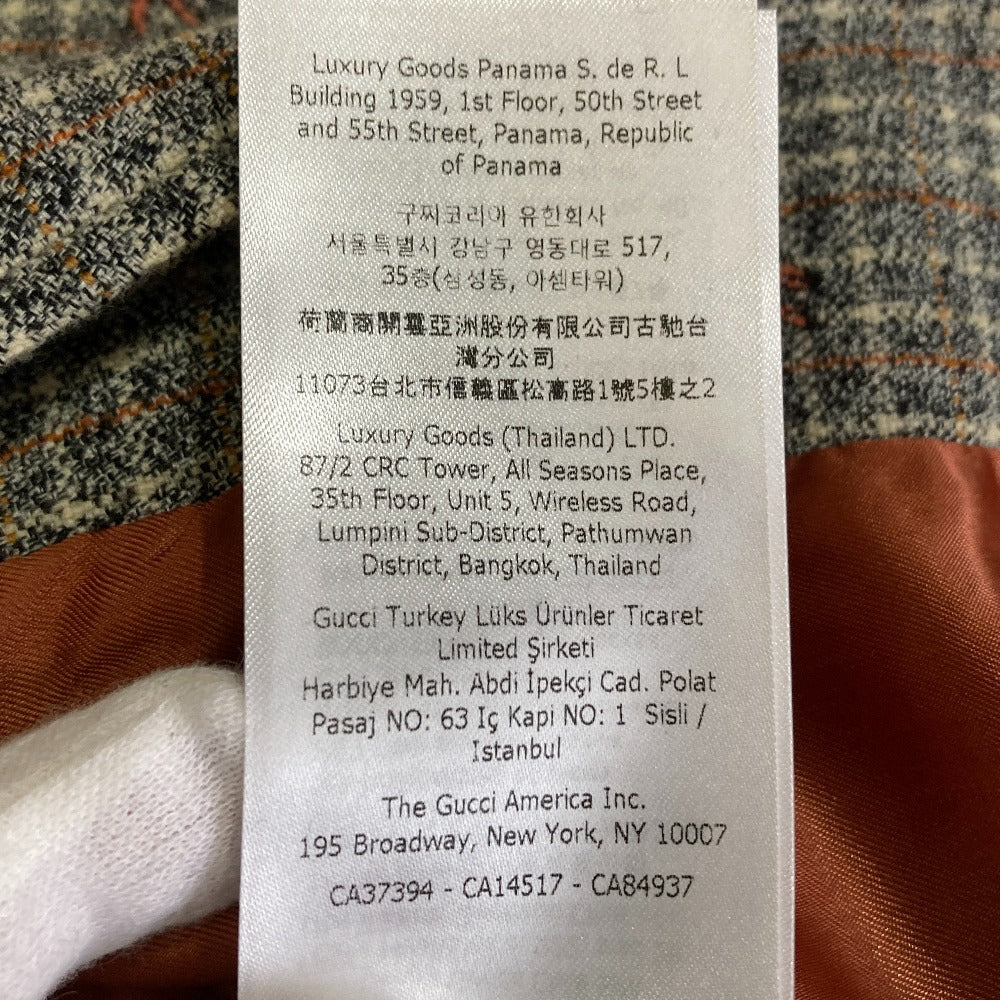 Luxury Goods Panama S. de R. L
Building 1959, 1st Floor, 50th Street
and 55th Street, Panama, Republic
of Panama
구찌코리아 유한회사
서울특별시 강남구 영동대로 517,
35층(삼성동, 아셈타워)
荷蘭商開雲亞洲股份有限公司古馳台
灣分公司
11073台北市信義區松高路1號5樓之2
Luxury Goods (Thailand) LTD.
87/2 CRC Tower, All Seasons Place,
35th Floor, Unit 5, Wireless Road,
Lumpini Sub-District, Pathumwan
District, Bangkok, Thailand
Gucci Turkey Lüks Ürünler Ticaret
Limited Şirketi
Harbiye Mah. Abdi İpekçi Cad. Polat
Pasaj NO: 63 Iç Kapi NO: 1 Sisli /
Istanbul
The Gucci America Inc.
195 Broadway, New York, NY 10007
CA37394 - CA14517 - CA84937